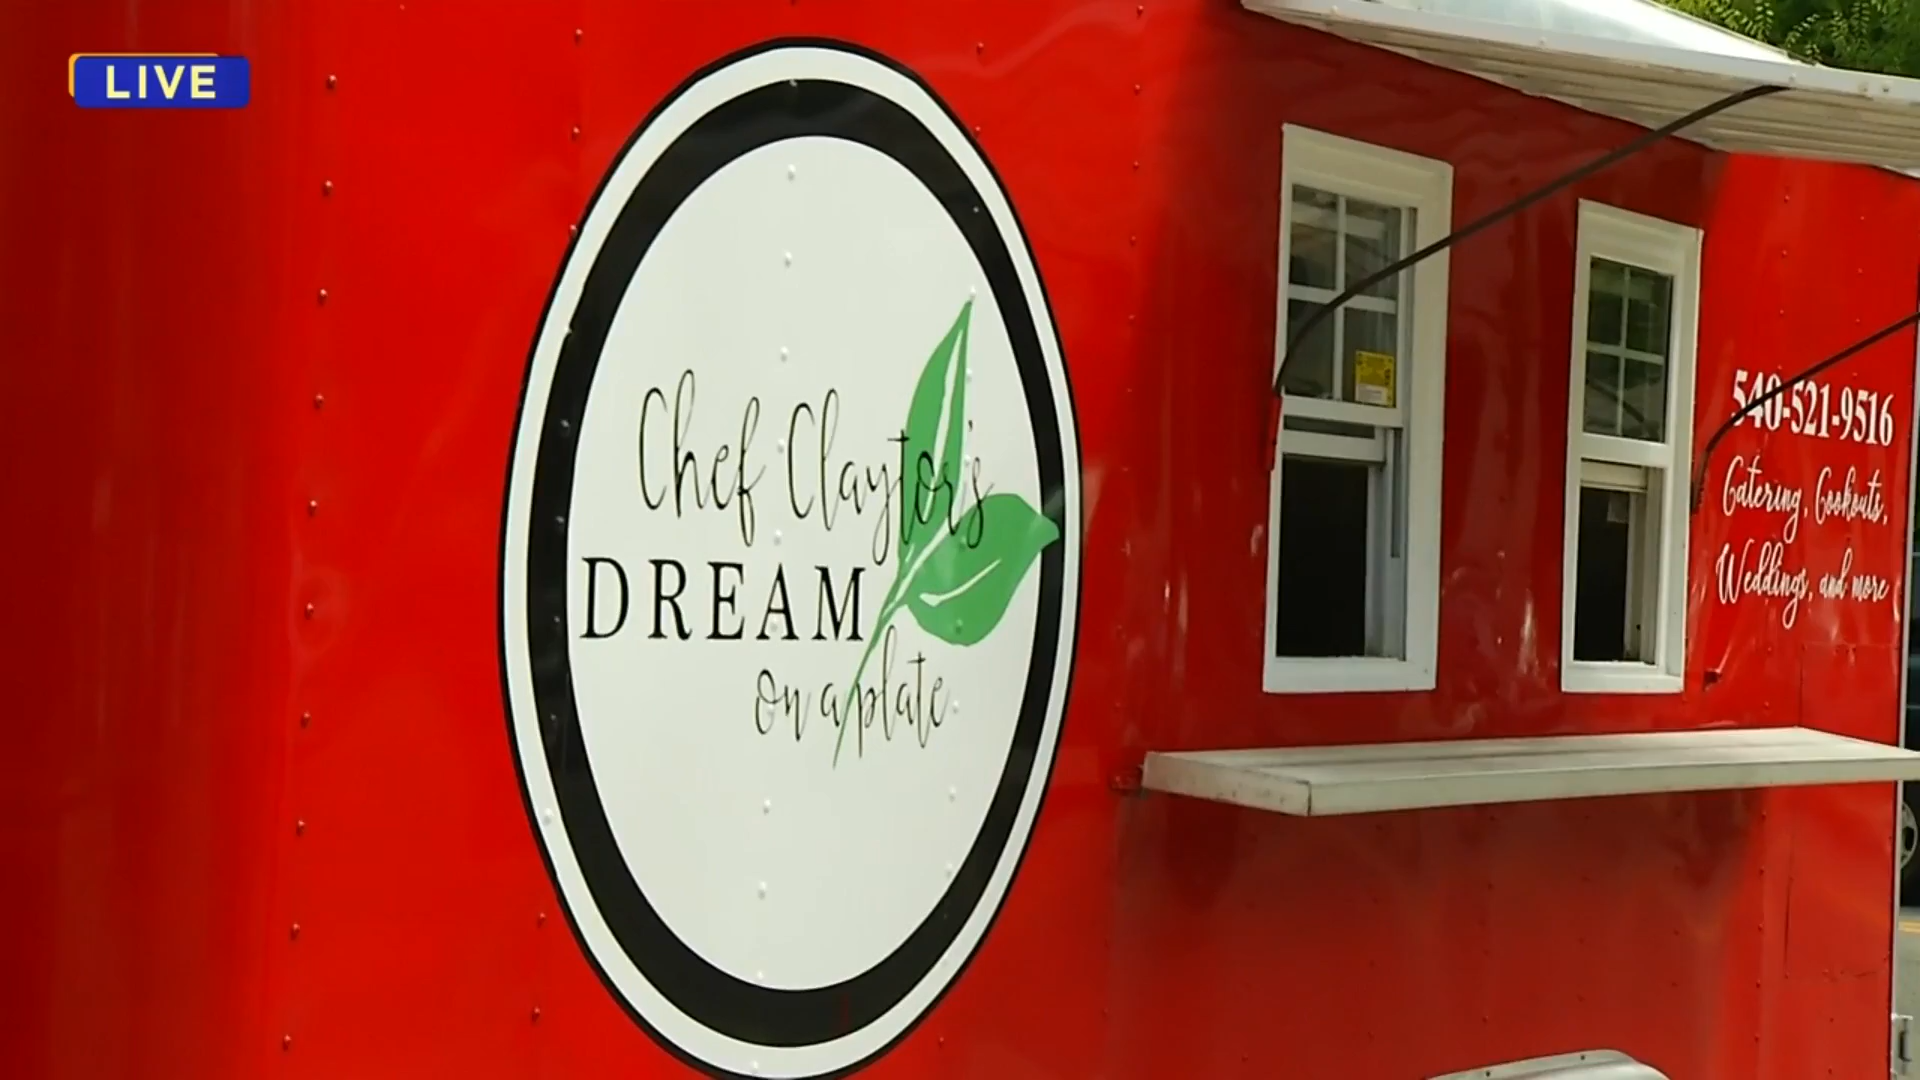 LIVE
Chef Claytor's
DREAM
on a plate
540-521-9516
Catering, Cookouts,
Weddings, and more